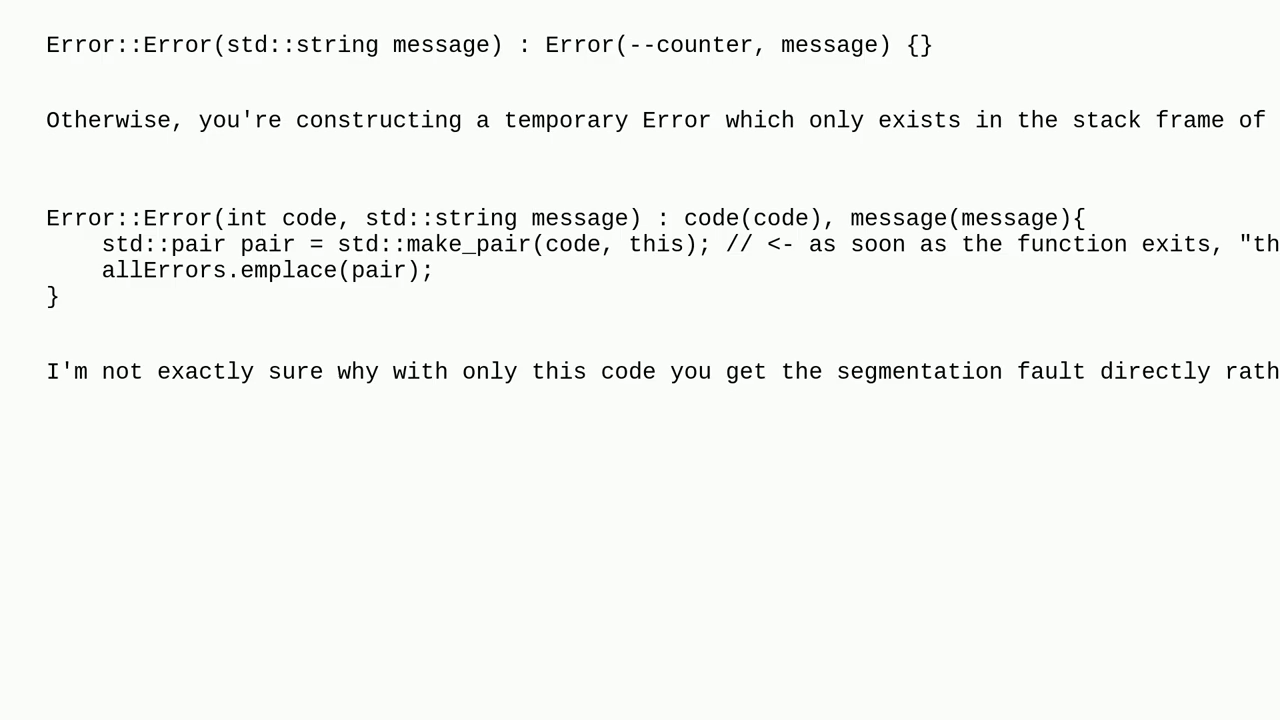 Error::Error(std::string message) : Error(--counter, message) {}
Otherwise, you're constructing a temporary Error which only exists in the stack frame of
Error::Error(int code, std::string message) : code(code), message(message){
    std::pair pair = std::make_pair(code, this); // <- as soon as the function exits, "th
    allErrors.emplace(pair);
}
I'm not exactly sure why with only this code you get the segmentation fault directly rath